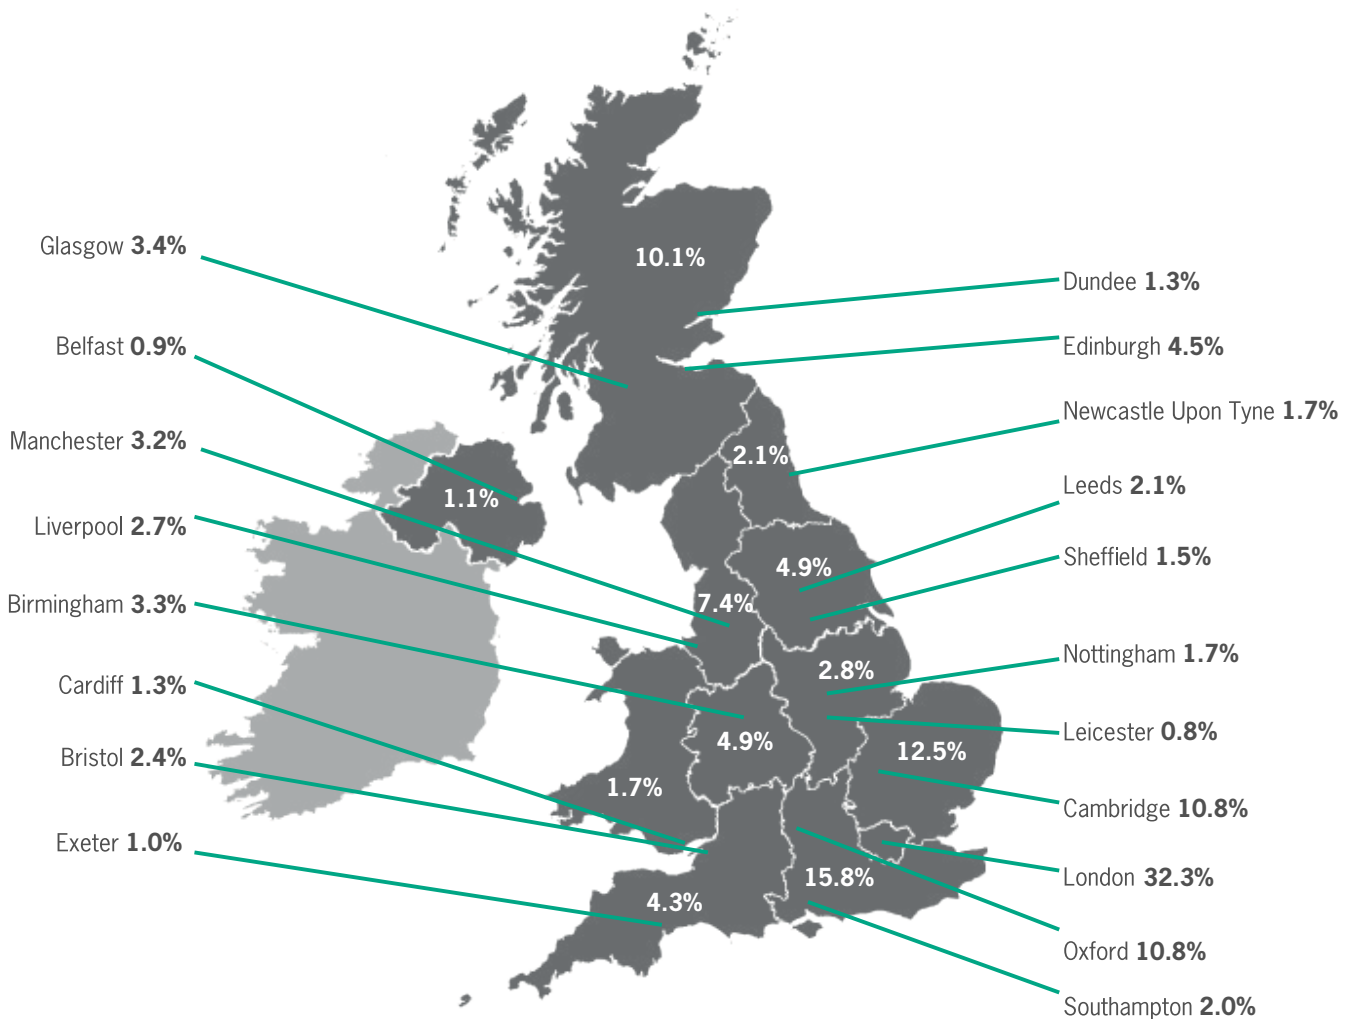 Glasgow 3.4%
Belfast 0.9%
Manchester 3.2%
Liverpool 2.7%
Birmingham 3.3%
Cardiff 1.3%
Bristol 2.4%
Exeter 1.0%
10.1%
2.1%
1.1%
4.9%
7.4%
2.8%
4.9%
12.5%
1.7%
15.8%
4.3%
Dundee 1.3%
Edinburgh 4.5%
Newcastle Upon Tyne 1.7%
Leeds 2.1%
Sheffield 1.5%
Nottingham 1.7%
Leicester 0.8%
Cambridge 10.8%
London 32.3%
Oxford 10.8%
Southampton 2.0%